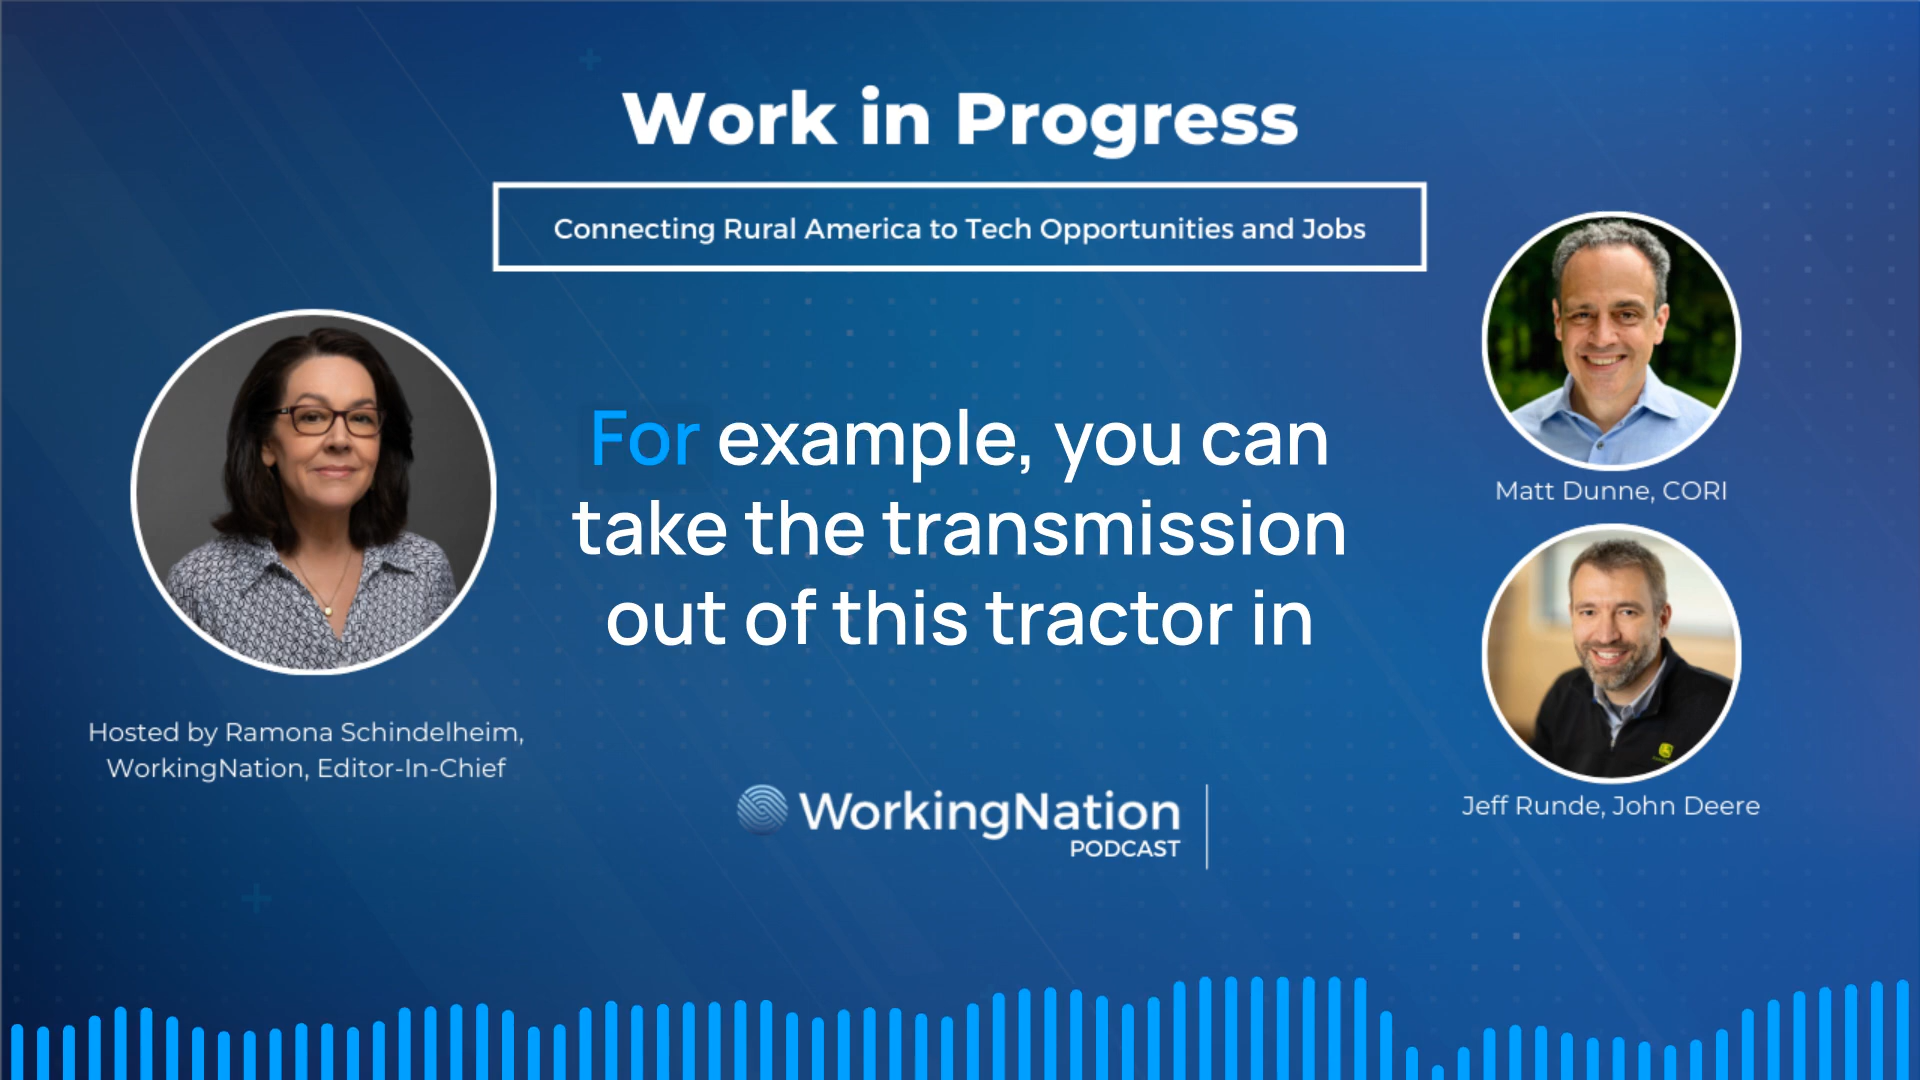 Work in Progress
Connecting Rural America to Tech Opportunities and Jobs
For example, you can
take the transmission
out of this tractor in
Hosted by Ramona Schindelheim,
WorkingNation, Editor-In-Chief
Matt Dunne, CORI
Jeff Runde, John Deere
WorkingNation
PODCAST